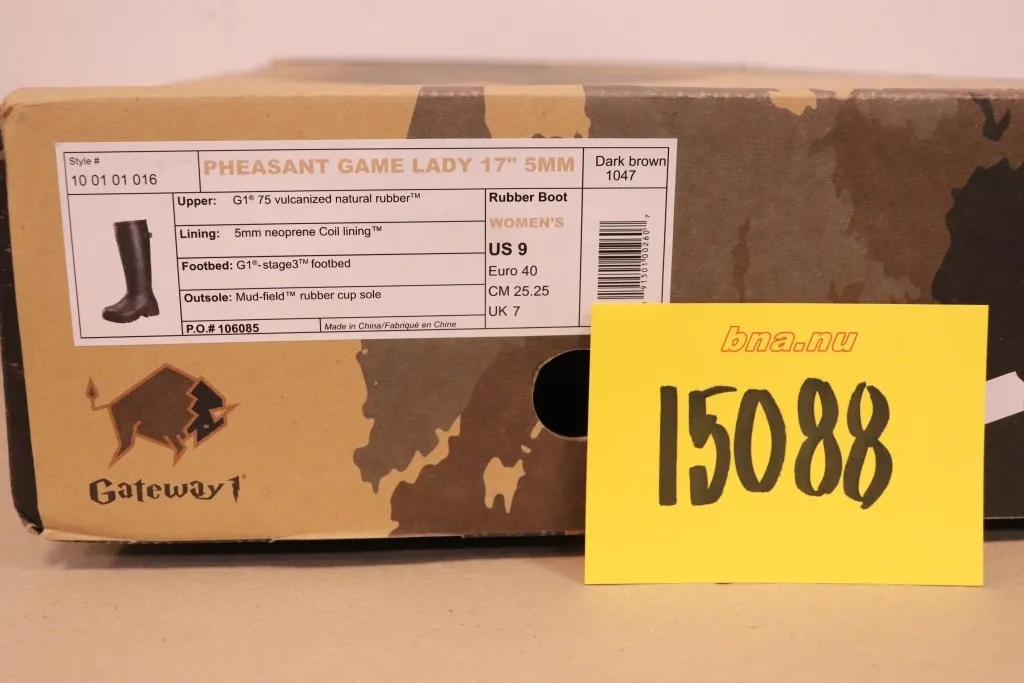 Style #
10 01 01 016
PHEASANT GAME LADY 17" 5MM
Dark brown
1047
Upper: G1® 75 vulcanized natural rubber™
Lining: 5mm neoprene Coil lining™
Footbed: G1®-stage3™ footbed
Outsole: Mud-field™ rubber cup sole
P.O.# 106085
Made in China/Fabriqué en Chine
Rubber Boot
WOMEN'S
US 9
Euro 40
CM 25.25
UK 7
91501 00260 7
Gateway1®
bna.nu
15088